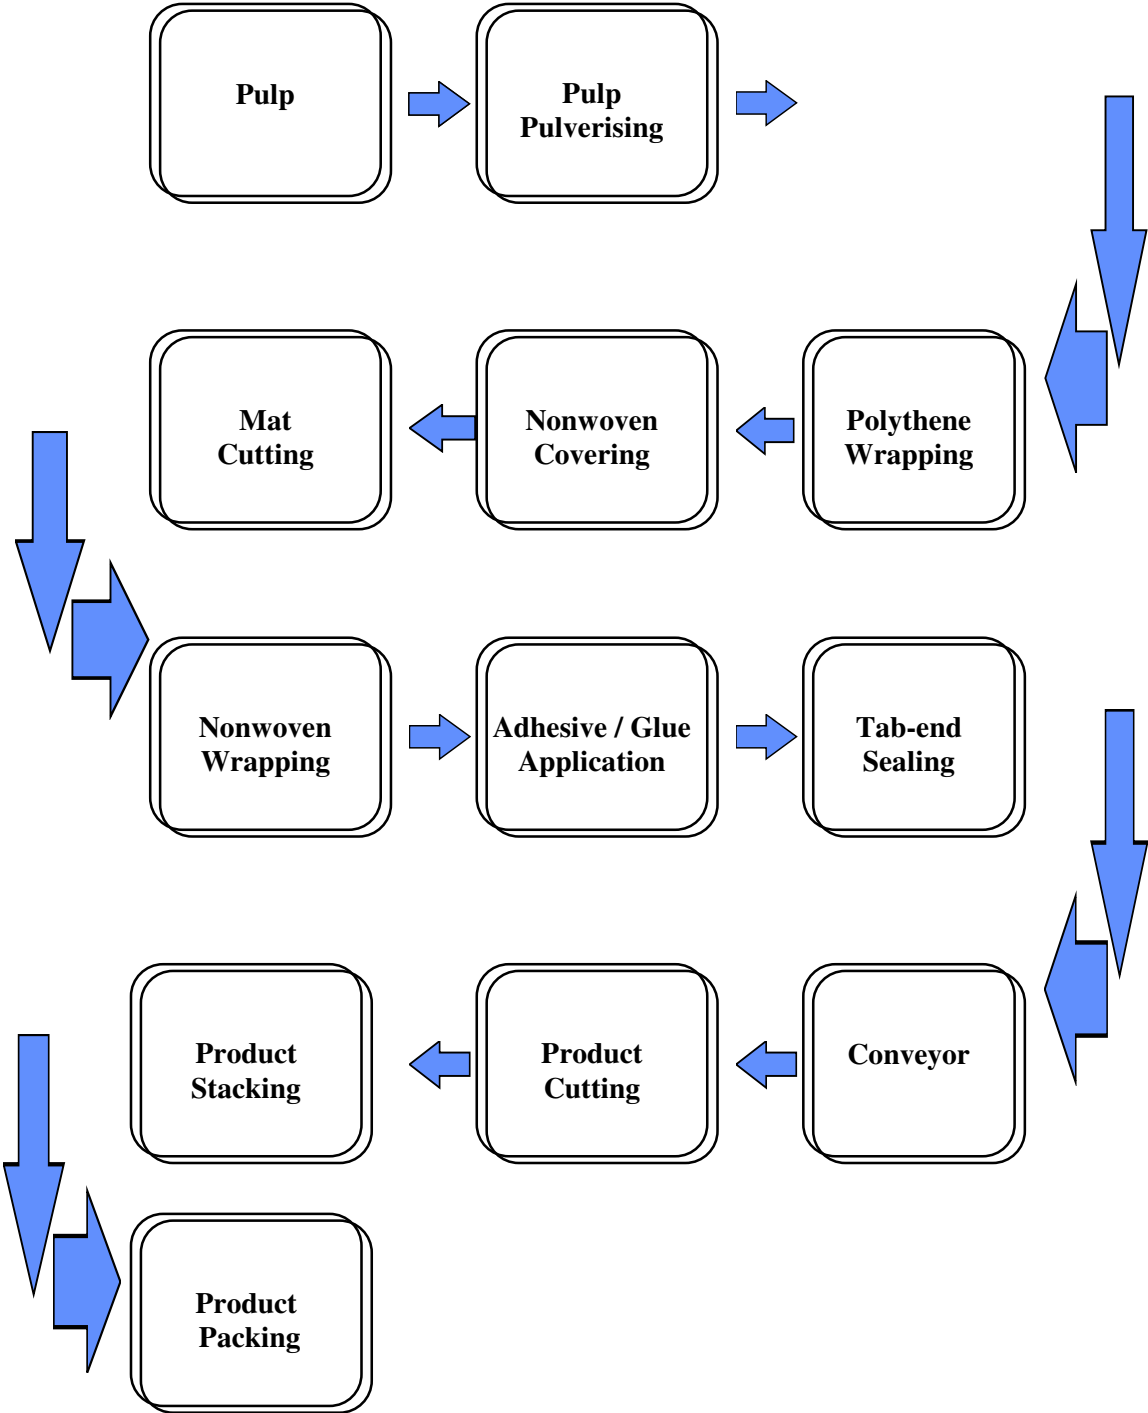 Pulp
Pulp
Pulverising
Mat
Cutting
Nonwoven
Covering
Polythene
Wrapping
Nonwoven
Wrapping
Adhesive / Glue
Application
Tab-end
Sealing
Product
Stacking
Product
Cutting
Conveyor
Product
Packing